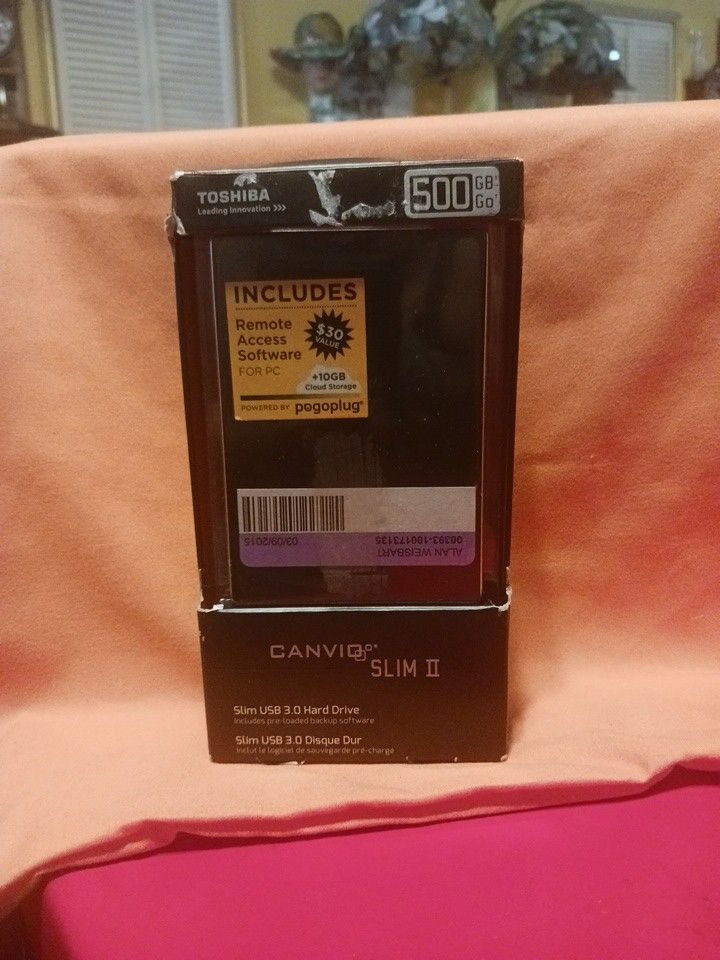 TOSHIBA
Leading Innovation >>>
500 GB
Go
INCLUDES
Remote
Access
Software
FOR PC
$30
VALUE
+10GB
Cloud Storage
POWERED BY pogoplug
03/09/2015
00393-100173135
ALAN WEISBART
CANVIO
SLIM II
Slim USB 3.0 Hard Drive
Includes pre-loaded backup software
Slim USB 3.0 Disque Dur
Inclut le logiciel de sauvegarde pré-chargé